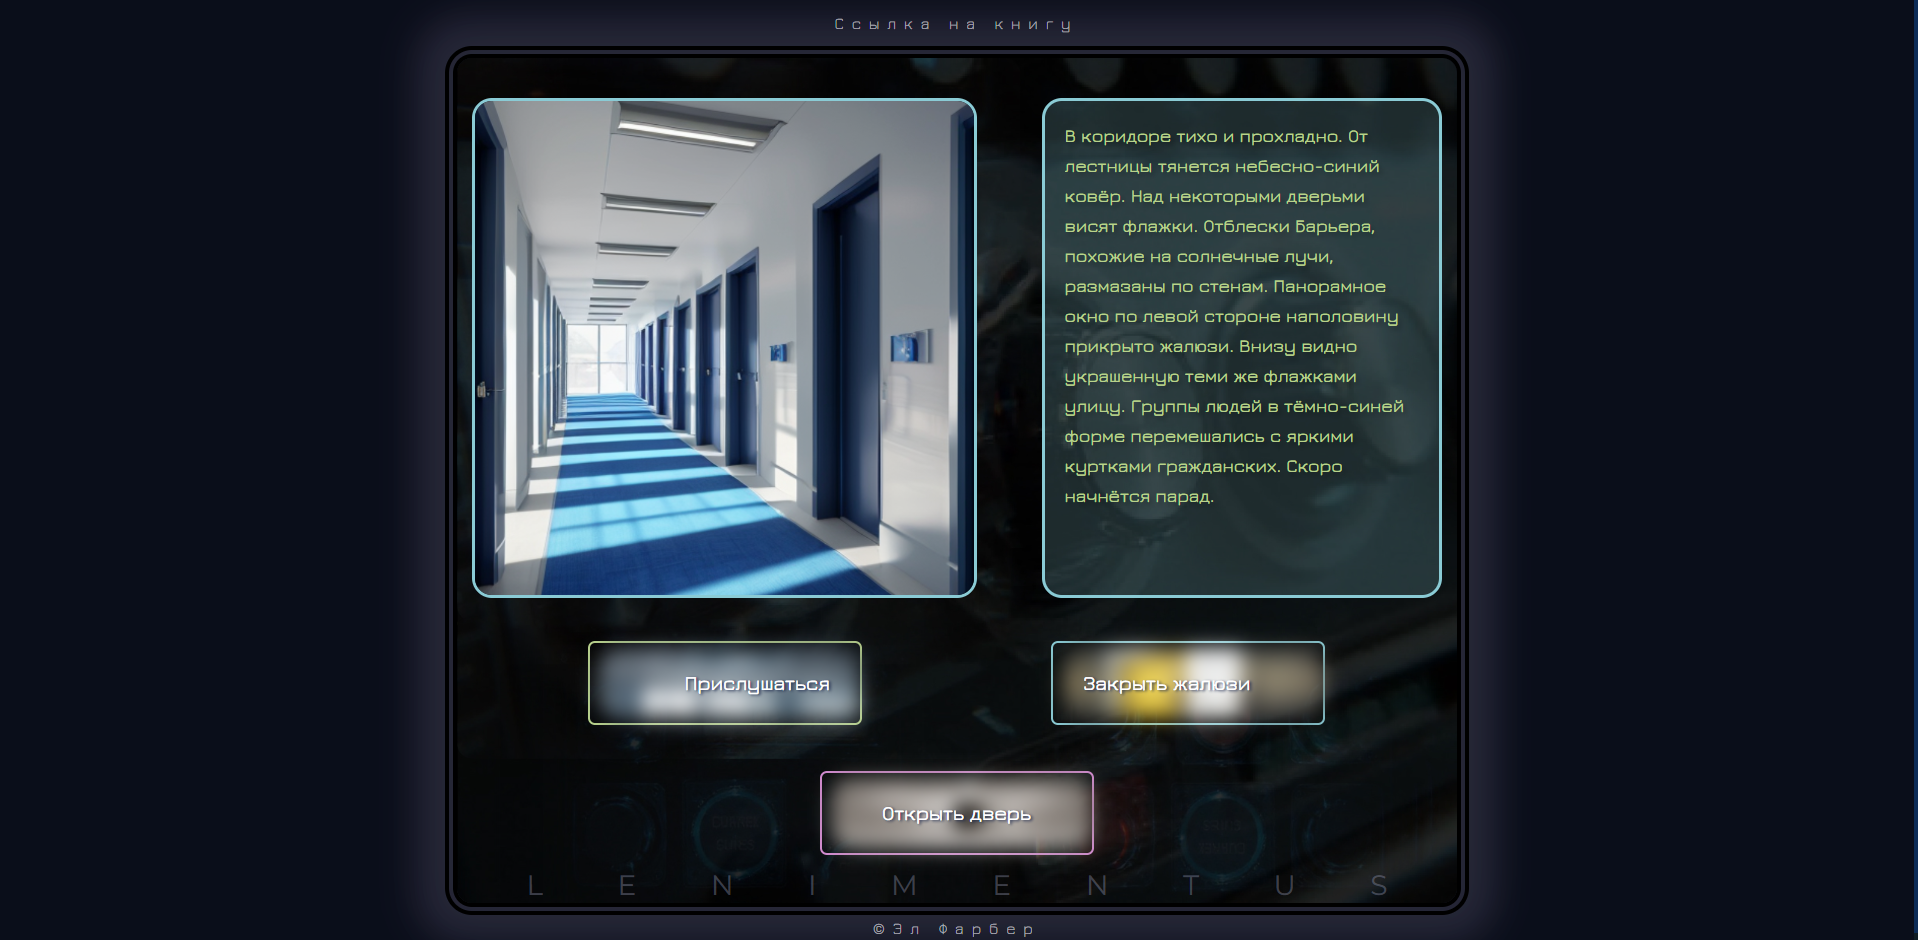 Ссылка на книгу
В коридоре тихо и прохладно. От
лестницы тянется небесно-синий
ковёр. Над некоторыми дверьми
висят флажки. Отблески Барьера,
похожие на солнечные лучи,
размазаны по стенам. Панорамное
окно по левой стороне наполовину
прикрыто жалюзи. Внизу видно
украшенную теми же флажками
улицу. Группы людей в тёмно-синей
форме перемешались с яркими
куртками гражданских. Скоро
начнётся парад.
Прислушаться
Закрыть жалюзи
Открыть дверь
LENIMENTUS
©Эл Фарбер